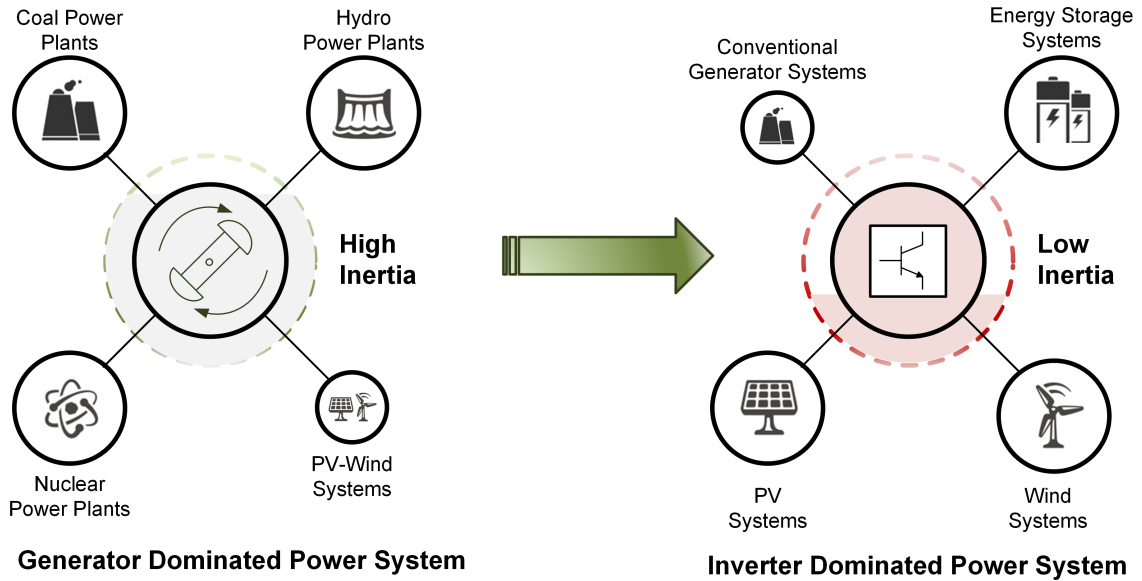 Coal Power
Plants
Hydro
Power Plants
High
Inertia
Nuclear
Power Plants
PV-Wind
Systems
Generator Dominated Power System
Conventional
Generator Systems
Energy Storage
Systems
Low
Inertia
PV
Systems
Wind
Systems
Inverter Dominated Power System